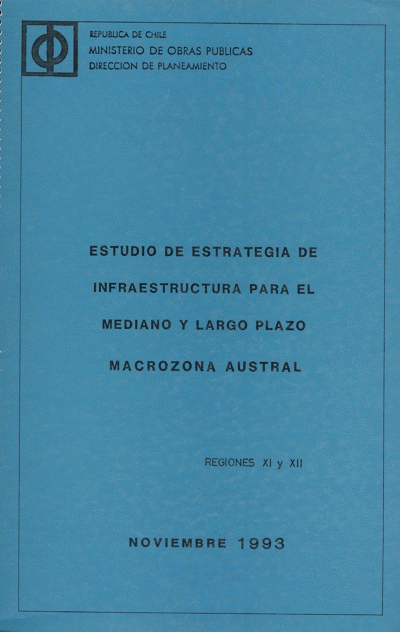 REPUBLICA DE CHILE
MINISTERIO DE OBRAS PUBLICAS
DIRECCION DE PLANEAMIENTO
ESTUDIO DE ESTRATEGIA DE
INFRAESTRUCTURA PARA EL
MEDIANO Y LARGO PLAZO
MACROZONA AUSTRAL
REGIONES XI y XII
NOVIEMBRE 1993